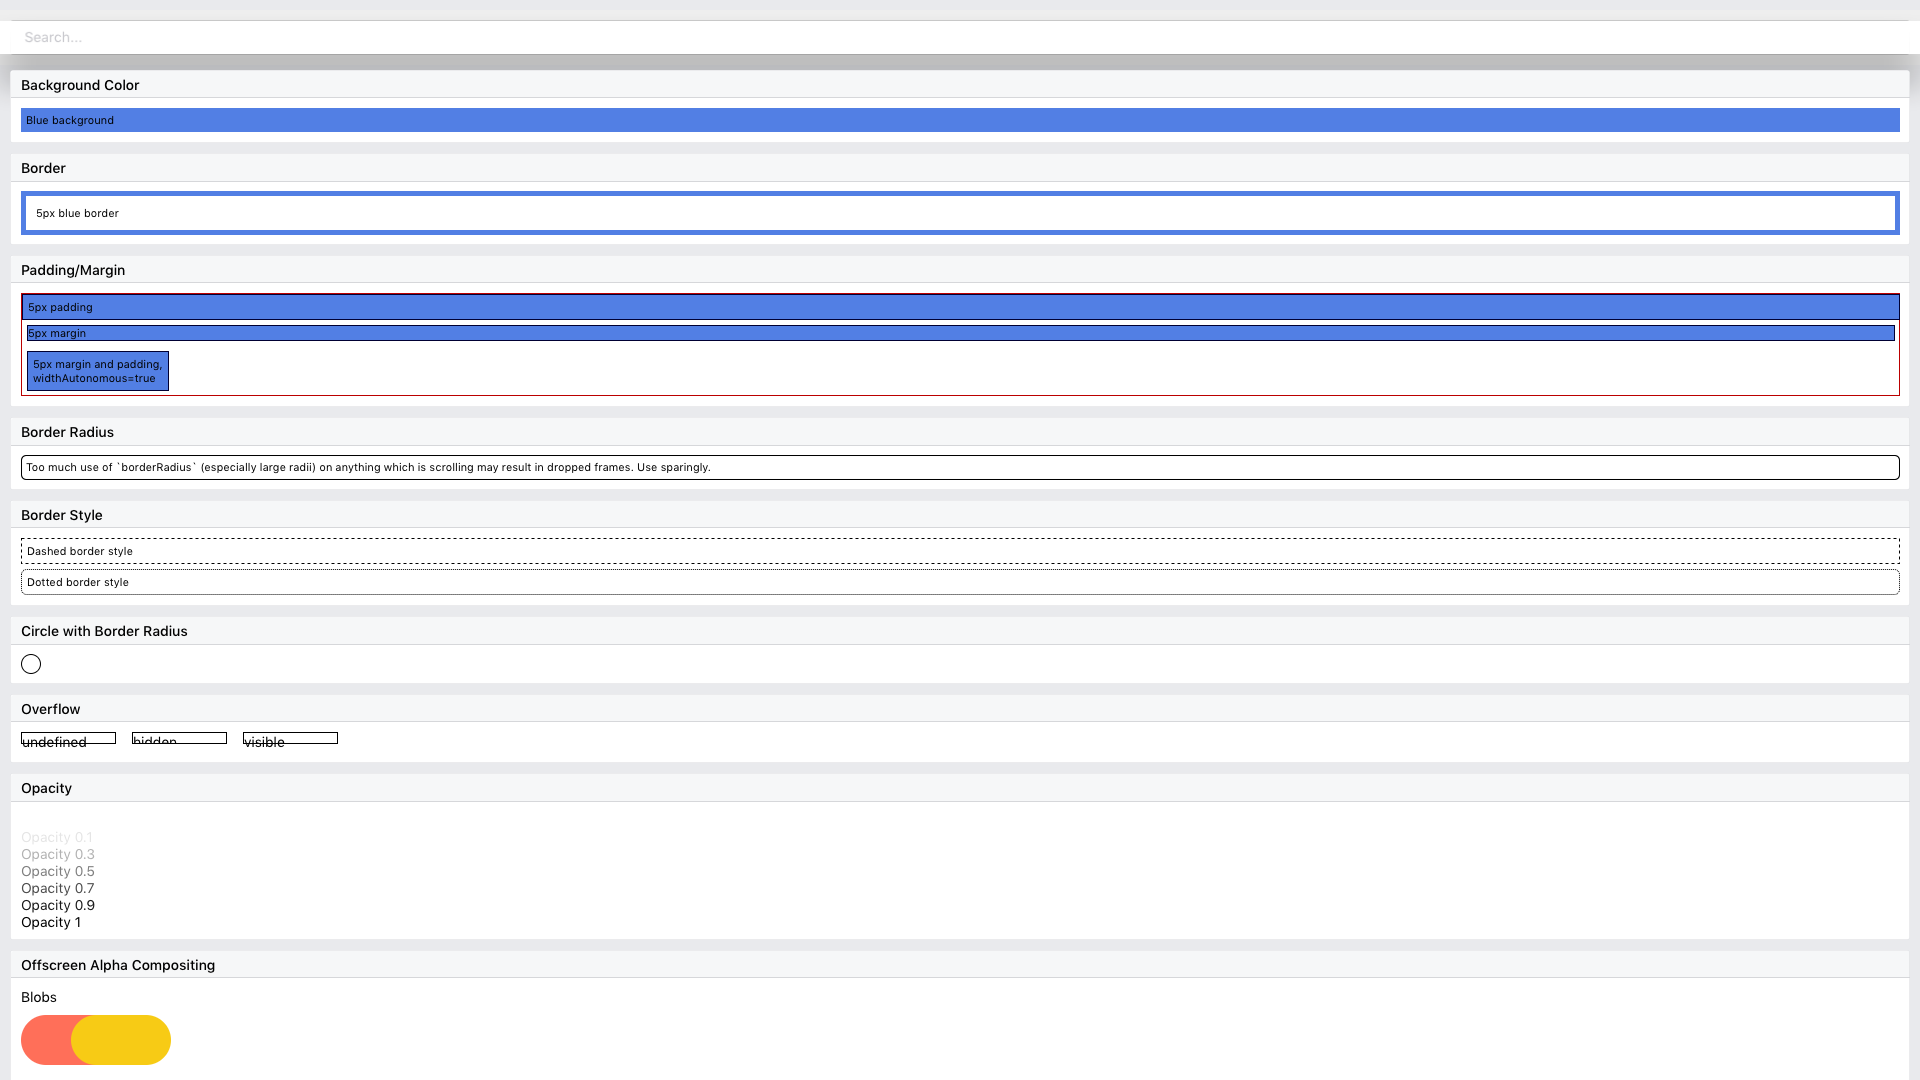 Search...
Background Color
Blue background
Border
5px blue border
Padding/Margin
5px padding
5px margin
5px margin and padding,
widthAutonomous=true
Border Radius
Too much use of `borderRadius` (especially large radii) on anything which is scrolling may result in dropped frames. Use sparingly.
Border Style
Dashed border style
Dotted border style
Circle with Border Radius
Overflow
undefined hidden visible
Opacity
Opacity 0.1
Opacity 0.3
Opacity 0.5
Opacity 0.7
Opacity 0.9
Opacity 1
Offscreen Alpha Compositing
Blobs